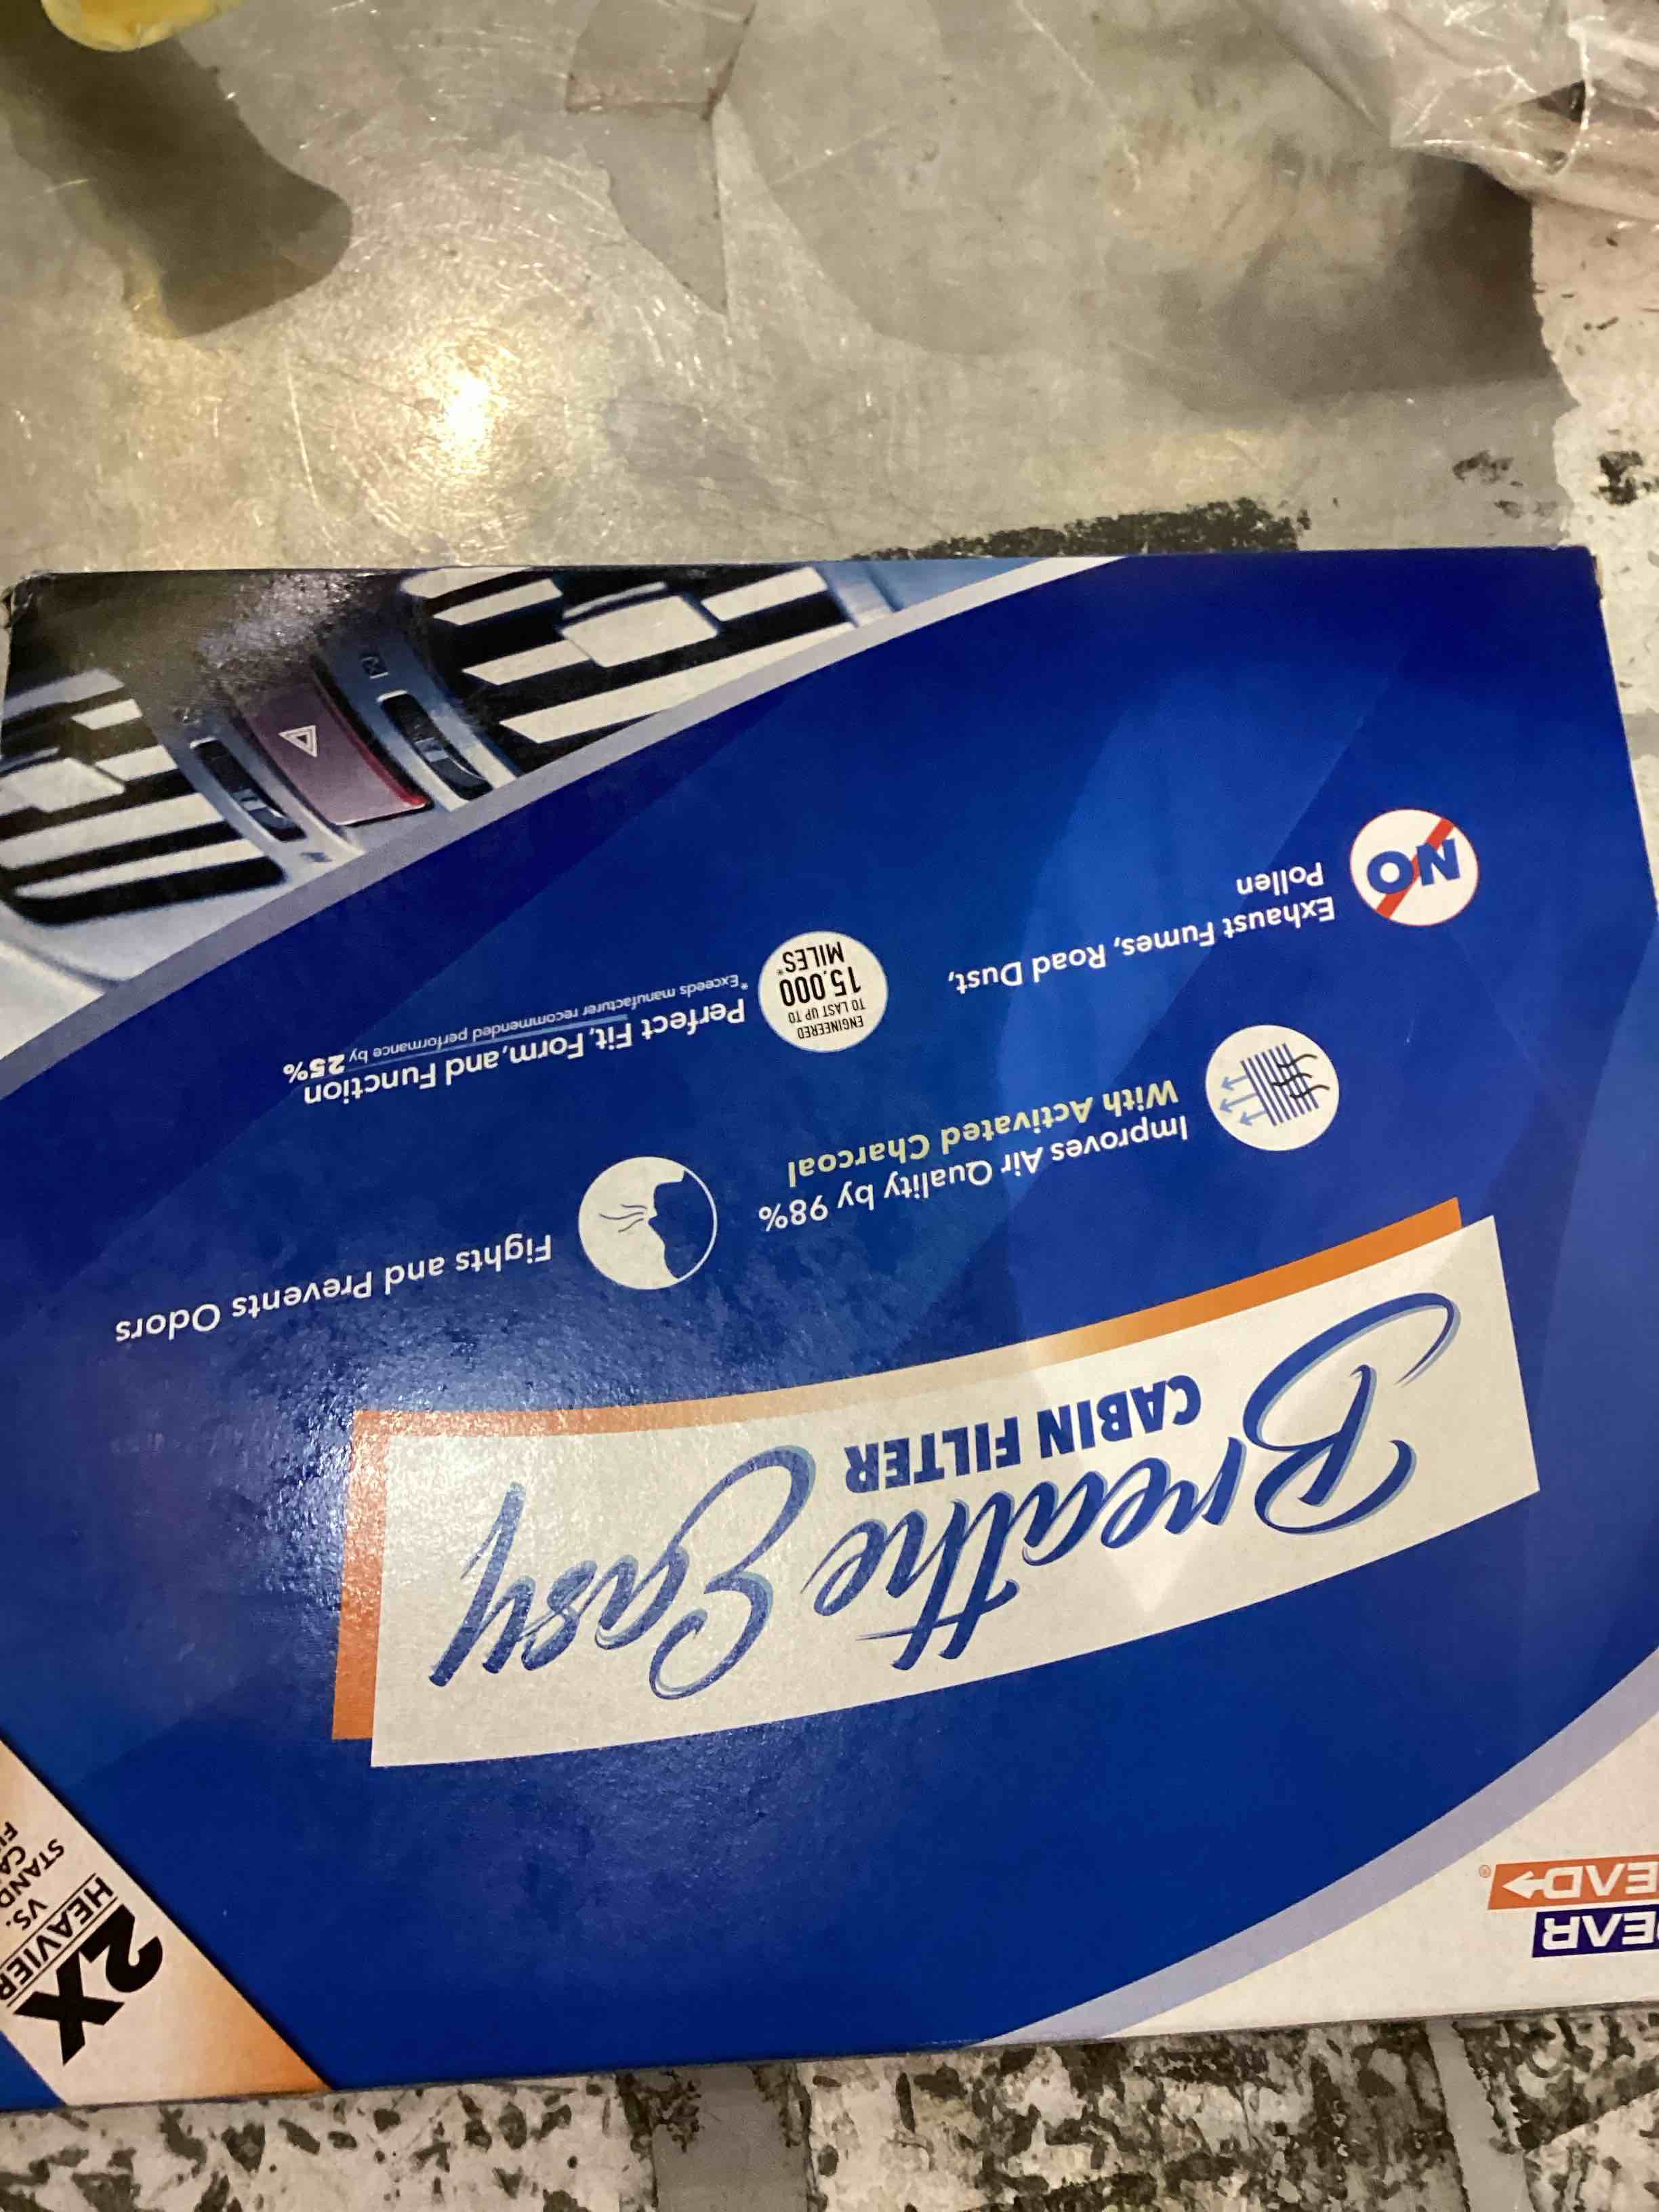 EAR
EAD
®
2X
HEAVIER
VS.
Breathe Easy
CABIN FILTER
Improves Air Quality by 98%
With Activated Charcoal
Fights and Prevents Odors
NO
Exhaust Fumes, Road Dust,
Pollen
ENGINEERED
TO LAST UP TO
15,000
MILES*
Perfect Fit, Form, and Function
*Exceeds manufacturer recommended performance by 25%